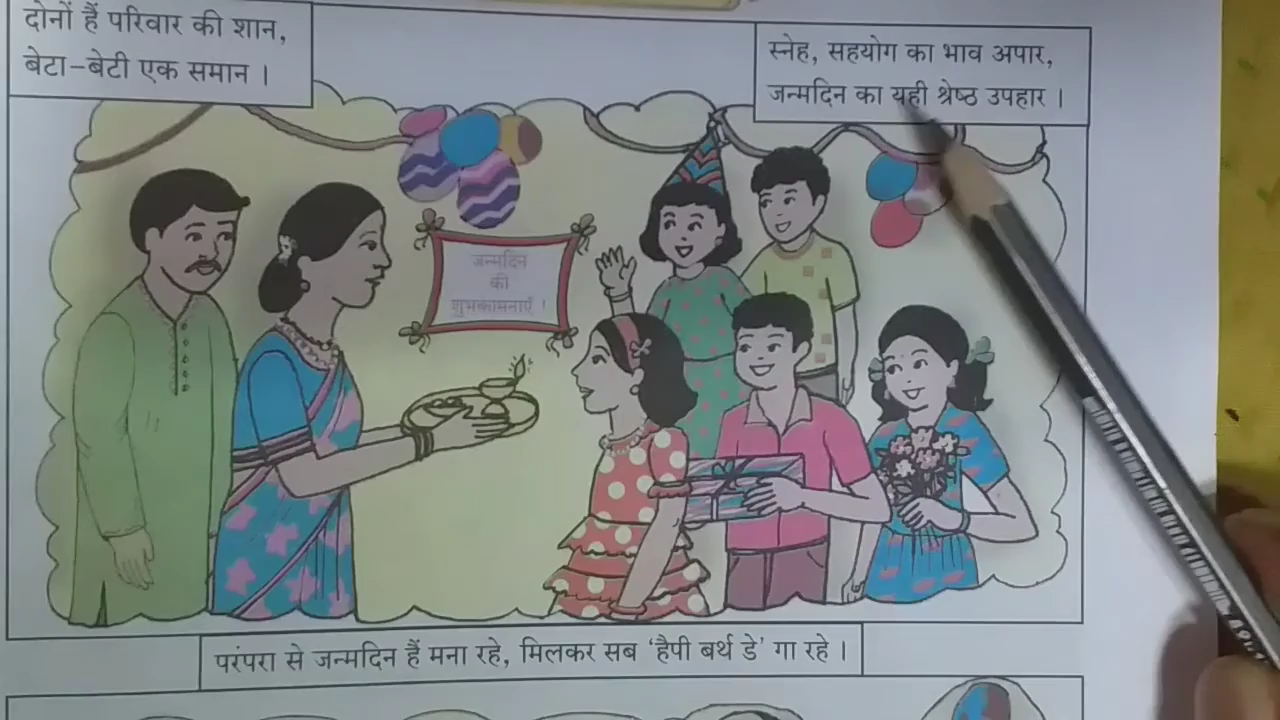 दोनों हैं परिवार की शान,
बेटा-बेटी एक समान ।
स्नेह, सहयोग का भाव अपार,
जन्मदिन का यही श्रेष्ठ उपहार ।
जन्मदिन
की
शुभकामनाएँ !
परंपरा से जन्मदिन हैं मना रहे, मिलकर सब ‘हैपी बर्थ डे’ गा रहे ।